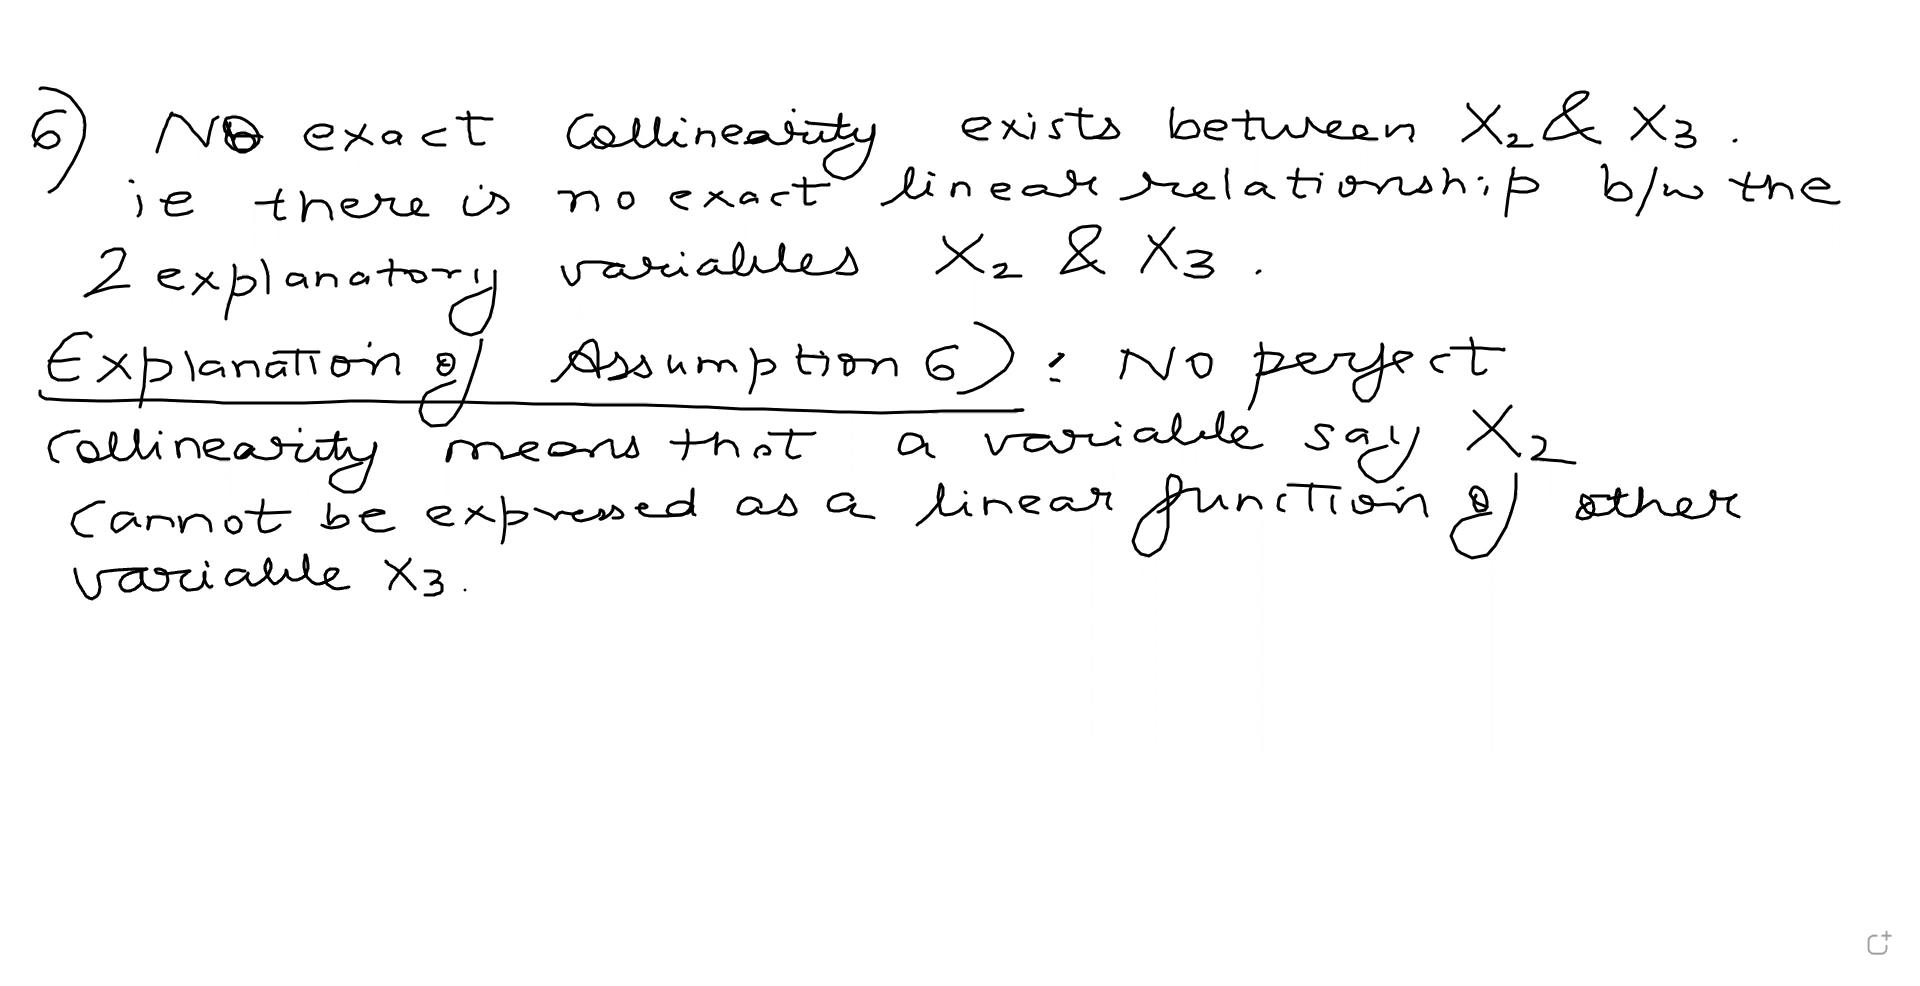 6) No exact Collinearity exists between X₂ & X₃.
ie there is no exact linear relationship b/w the
2 explanatory variables X₂ & X₃.
Explanation of Assumption 6): No perfect
Collinearity means that a variable say X₂
Cannot be expressed as a linear function of other
variable X₃.